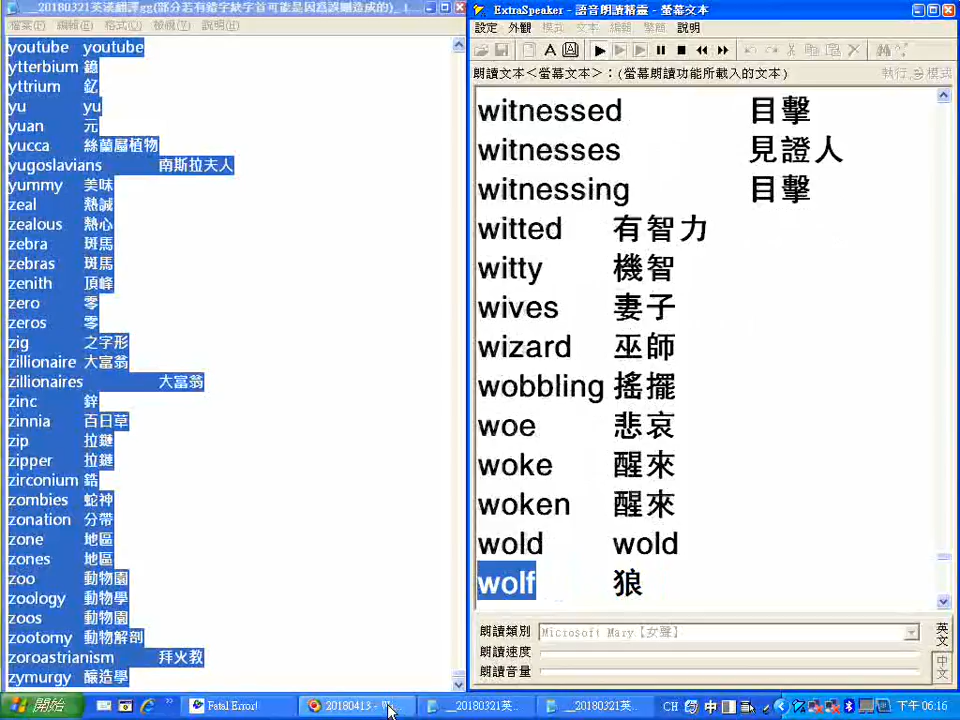 __20180321英漢翻譯gg(部分若有錯字缺字首可能是因為誤刪造成的)_
檔案(F) 編輯(E) 格式(O) 檢視(V) 說明(H)
youtube youtube
ytterbium 鐿
yttrium 釔
yu yu
yuan 元
yucca 絲蘭屬植物
yugoslavians 南斯拉夫人
yummy 美味
zeal 熱誠
zealous 熱心
zebra 斑馬
zebras 斑馬
zenith 頂峰
zero 零
zeros 零
zig 之字形
zillionaire 大富翁
zillionaires 大富翁
zinc 鋅
zinnia 百日草
zip 拉鏈
zipper 拉鏈
zirconium 鋯
zombies 蛇神
zonation 分帶
zone 地區
zones 地區
zoo 動物園
zoology 動物學
zoos 動物園
zootomy 動物解剖
zoroastrianism 拜火教
zymurgy 釀造學
ExtraSpeaker - 語音朗讀精靈 - 螢幕文本
設定 外觀 模式 文本 編輯 繁簡 說明
朗讀文本<螢幕文本>：(螢幕朗讀功能所載入的文本) 執行 模式
witnessed 目擊
witnesses 見證人
witnessing 目擊
witted 有智力
witty 機智
wives 妻子
wizard 巫師
wobbling 搖擺
woe 悲哀
woke 醒來
woken 醒來
wold wold
wolf 狼
朗讀類別 Microsoft Mary【女聲】
朗讀速度
朗讀音量
英文
中文
開始 Fatal Error! 20180413 - __20180321英... __20180321英... CH 中 下午 06:16